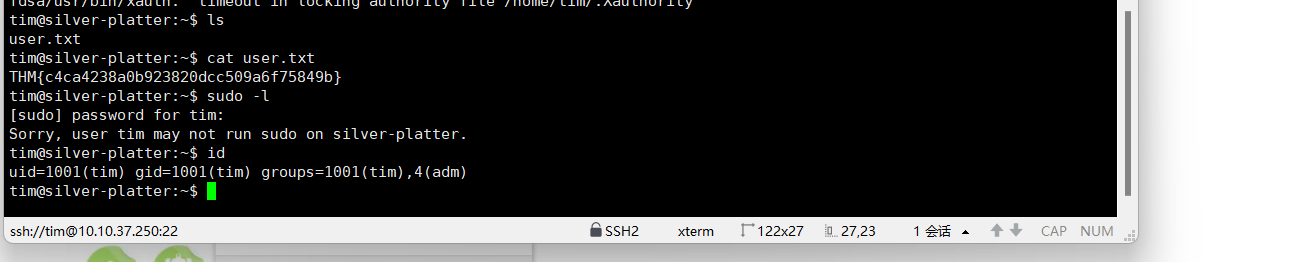 fdsa/usr/bin/xauth:  timeout in locking authority file /home/tim/.Xauthority
tim@silver-platter:~$ ls
user.txt
tim@silver-platter:~$ cat user.txt
THM{c4ca4238a0b923820dcc509a6f75849b}
tim@silver-platter:~$ sudo -l
[sudo] password for tim:
Sorry, user tim may not run sudo on silver-platter.
tim@silver-platter:~$ id
uid=1001(tim) gid=1001(tim) groups=1001(tim),4(adm)
tim@silver-platter:~$
ssh://tim@10.10.37.250:22 SSH2 xterm 122x27 27,23 1 会话 CAP NUM